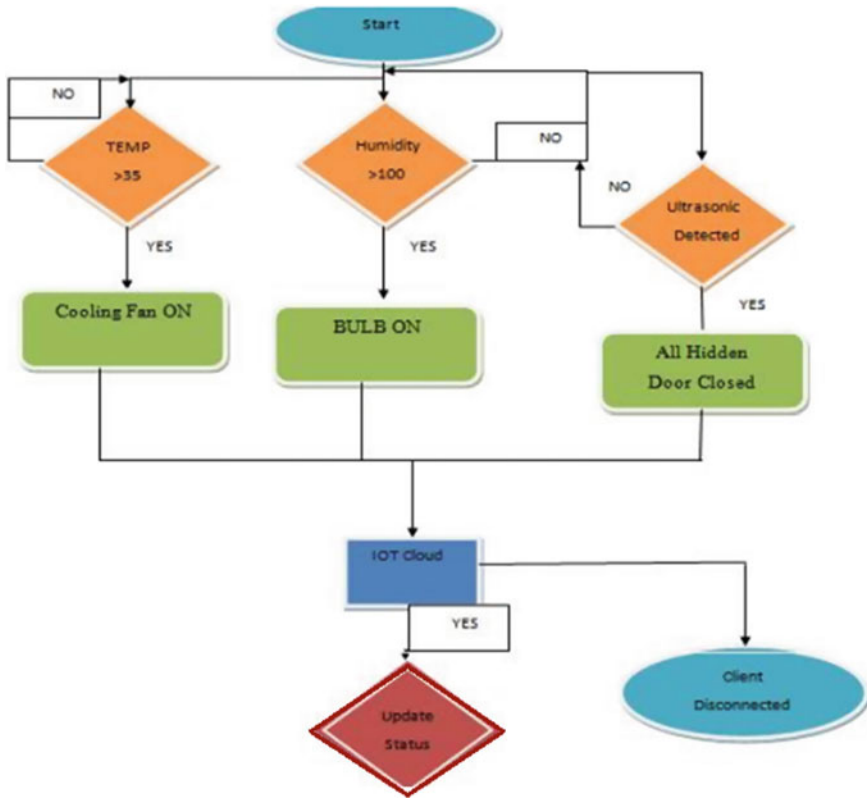 Start
NO
TEMP
>35
Humidity
>100
NO
NO
Ultrasonic
Detected
YES
YES
YES
Cooling Fan ON
BULB ON
All Hidden
Door Closed
IOT Cloud
YES
Update
Status
Client
Disconnected